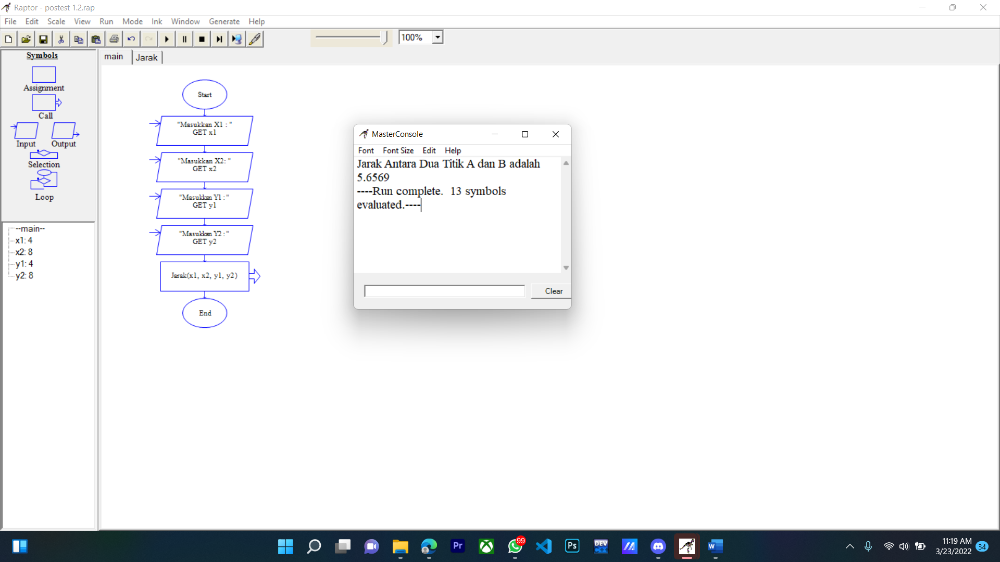 Raptor - postest 1.2.rap
File Edit Scale View Run Mode Ink Window Generate Help
100%
Symbols
Assignment
Call
Input Output
Selection
Loop
--main--
x1: 4
x2: 8
y1: 4
y2: 8
main Jarak
Start
"Masukkan X1 : "
GET x1
"Masukkan X2: "
GET x2
"Masukkan Y1 : "
GET y1
"Masukkan Y2 : "
GET y2
Jarak(x1, x2, y1, y2)
End
MasterConsole
Font Font Size Edit Help
Jarak Antara Dua Titik A dan B adalah
5.6569
----Run complete.  13 symbols
evaluated.----
Clear
Pr
99
Ps
DEV
C++
W
11:19 AM
3/23/2022
34